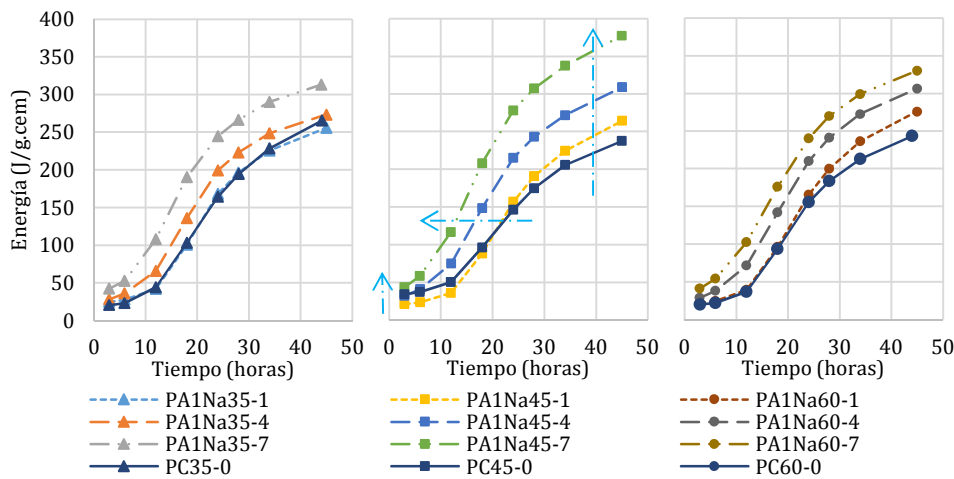 Energía (J/g.cem)
400
350
300
250
200
150
100
50
0
0 10 20 30 40 50 0 10 20 30 40 50 0 10 20 30 40 50
Tiempo (horas) Tiempo (horas) Tiempo (horas)
PA1Na35-1 PA1Na45-1 PA1Na60-1
PA1Na35-4 PA1Na45-4 PA1Na60-4
PA1Na35-7 PA1Na45-7 PA1Na60-7
PC35-0 PC45-0 PC60-0